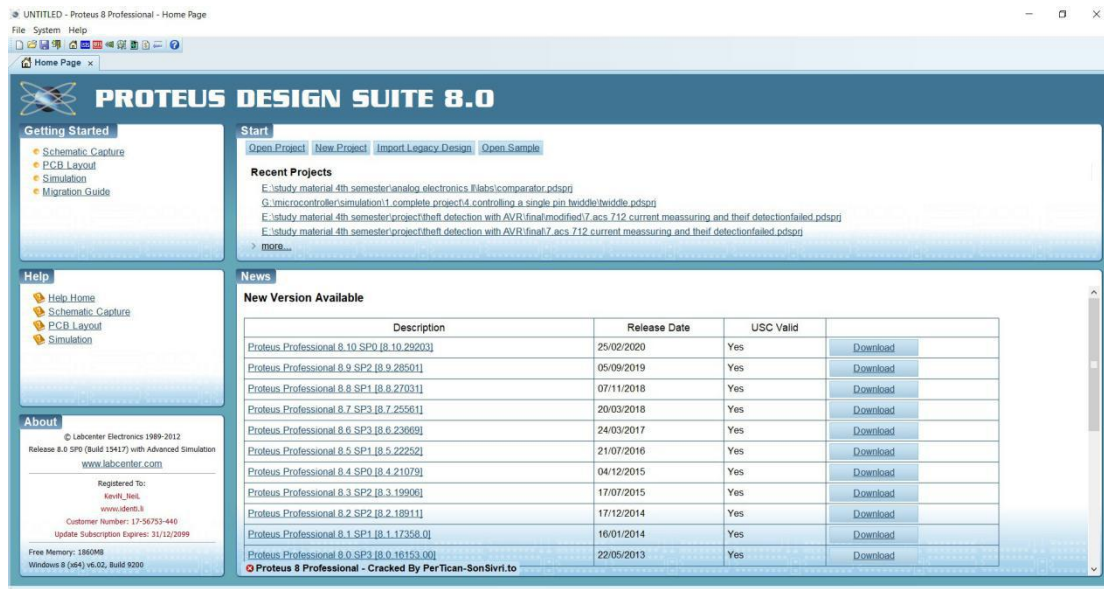 UNTITLED - Proteus 8 Professional - Home Page
File System Help
Home Page x
PROTEUS DESIGN SUITE 8.0
Getting Started
Schematic Capture
PCB Layout
Simulation
Migration Guide
Start
Open Project New Project Import Legacy Design Open Sample
Recent Projects
E:\study material 4th semester\analog electronics II\labs\comparator.pdsprj
G:\microcontroller\simulation\1.complete project\4.controlling a single pin twiddle\twiddle.pdsprj
E:\study material 4th semester\project\theft detection with AVR\final\modified\7.acs 712 current meassuring and theif detectionfailed.pdsprj
E:\study material 4th semester\project\theft detection with AVR\final\7.acs 712 current meassuring and theif detectionfailed.pdsprj
> more...
Help
Help Home
Schematic Capture
PCB Layout
Simulation
News
New Version Available
Description Release Date USC Valid
Proteus Professional 8.10 SP0 [8.10.29203] 25/02/2020 Yes Download
Proteus Professional 8.9 SP2 [8.9.28501] 05/09/2019 Yes Download
Proteus Professional 8.8 SP1 [8.8.27031] 07/11/2018 Yes Download
Proteus Professional 8.7 SP3 [8.7.25561] 20/03/2018 Yes Download
Proteus Professional 8.6 SP3 [8.6.23669] 24/03/2017 Yes Download
Proteus Professional 8.5 SP1 [8.5.22252] 21/07/2016 Yes Download
Proteus Professional 8.4 SP0 [8.4.21079] 04/12/2015 Yes Download
Proteus Professional 8.3 SP2 [8.3.19906] 17/07/2015 Yes Download
Proteus Professional 8.2 SP2 [8.2.18911] 17/12/2014 Yes Download
Proteus Professional 8.1 SP1 [8.1.17358.0] 16/01/2014 Yes Download
Proteus Professional 8.0 SP3 [8.0.16153.00] 22/05/2013 Yes Download
Proteus 8 Professional - Cracked By PerTican-SonSivri.to
About
© Labcenter Electronics 1989-2012
Release 8.0 SP0 (Build 15417) with Advanced Simulation
www.labcenter.com
Registered To:
KeviN_NeiL
www.identi.li
Customer Number: 17-56753-440
Update Subscription Expires: 31/12/2099
Free Memory: 1860MB
Windows 8 (x64) v6.02, Build 9200